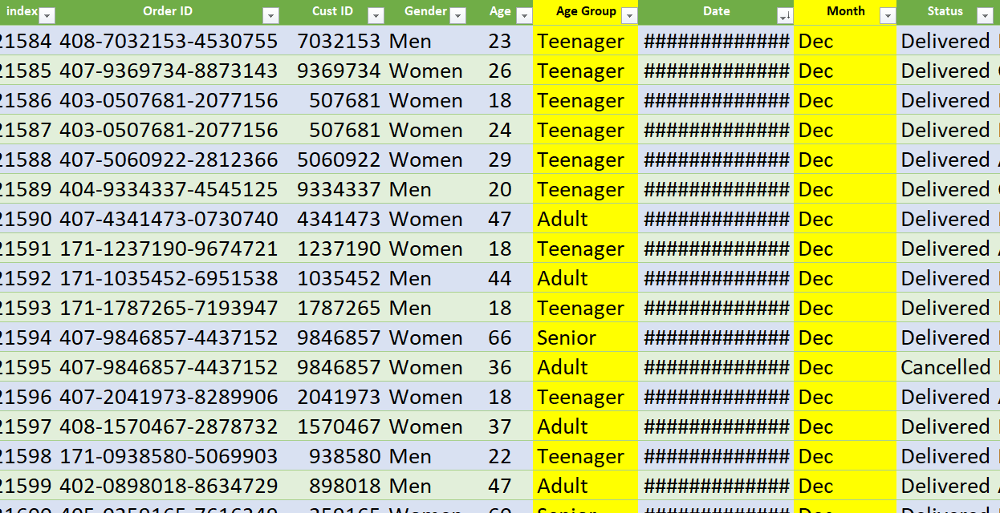 index Order ID Cust ID Gender Age Age Group Date Month Status
21584 408-7032153-4530755 7032153 Men 23 Teenager ############# Dec Delivered
21585 407-9369734-8873143 9369734 Women 26 Teenager ############# Dec Delivered
21586 403-0507681-2077156 507681 Women 18 Teenager ############# Dec Delivered
21587 403-0507681-2077156 507681 Women 24 Teenager ############# Dec Delivered
21588 407-5060922-2812366 5060922 Women 29 Teenager ############# Dec Delivered
21589 404-9334337-4545125 9334337 Men 20 Teenager ############# Dec Delivered
21590 407-4341473-0730740 4341473 Women 47 Adult ############# Dec Delivered
21591 171-1237190-9674721 1237190 Women 18 Teenager ############# Dec Delivered
21592 171-1035452-6951538 1035452 Men 44 Adult ############# Dec Delivered
21593 171-1787265-7193947 1787265 Men 18 Teenager ############# Dec Delivered
21594 407-9846857-4437152 9846857 Women 66 Senior ############# Dec Delivered
21595 407-9846857-4437152 9846857 Women 36 Adult ############# Dec Cancelled
21596 407-2041973-8289906 2041973 Women 18 Teenager ############# Dec Delivered
21597 408-1570467-2878732 1570467 Women 37 Adult ############# Dec Delivered
21598 171-0938580-5069903 938580 Men 22 Teenager ############# Dec Delivered
21599 402-0898018-8634729 898018 Men 47 Adult ############# Dec Delivered